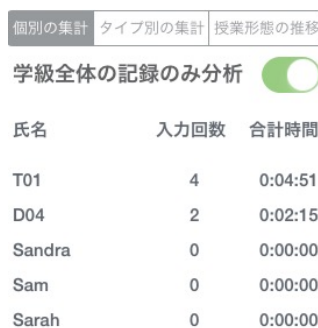 個別の集計 タイプ別の集計 授業形態の推移
学級全体の記録のみ分析
氏名 入力回数 合計時間
T01 4 0:04:51
D04 2 0:02:15
Sandra 0 0:00:00
Sam 0 0:00:00
Sarah 0 0:00:00